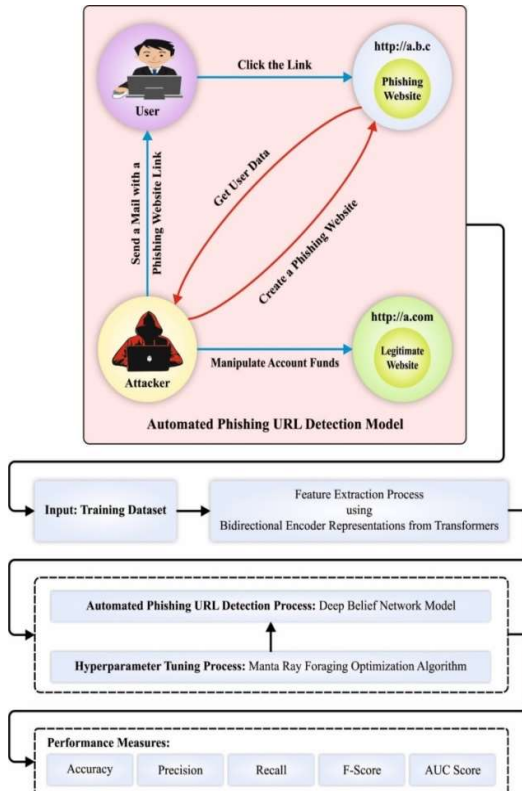 http://a.b.c
Click the Link
Phishing
Website
User
Send a Mail with a
Phishing Website Link
Get User Data
Create a Phishing Website
http://a.com
Legitimate
Website
Manipulate Account Funds
Attacker
Automated Phishing URL Detection Model
Input: Training Dataset
Feature Extraction Process
using
Bidirectional Encoder Representations from Transformers
Automated Phishing URL Detection Process: Deep Belief Network Model
Hyperparameter Tuning Process: Manta Ray Foraging Optimization Algorithm
Performance Measures:
Accuracy
Precision
Recall
F-Score
AUC Score